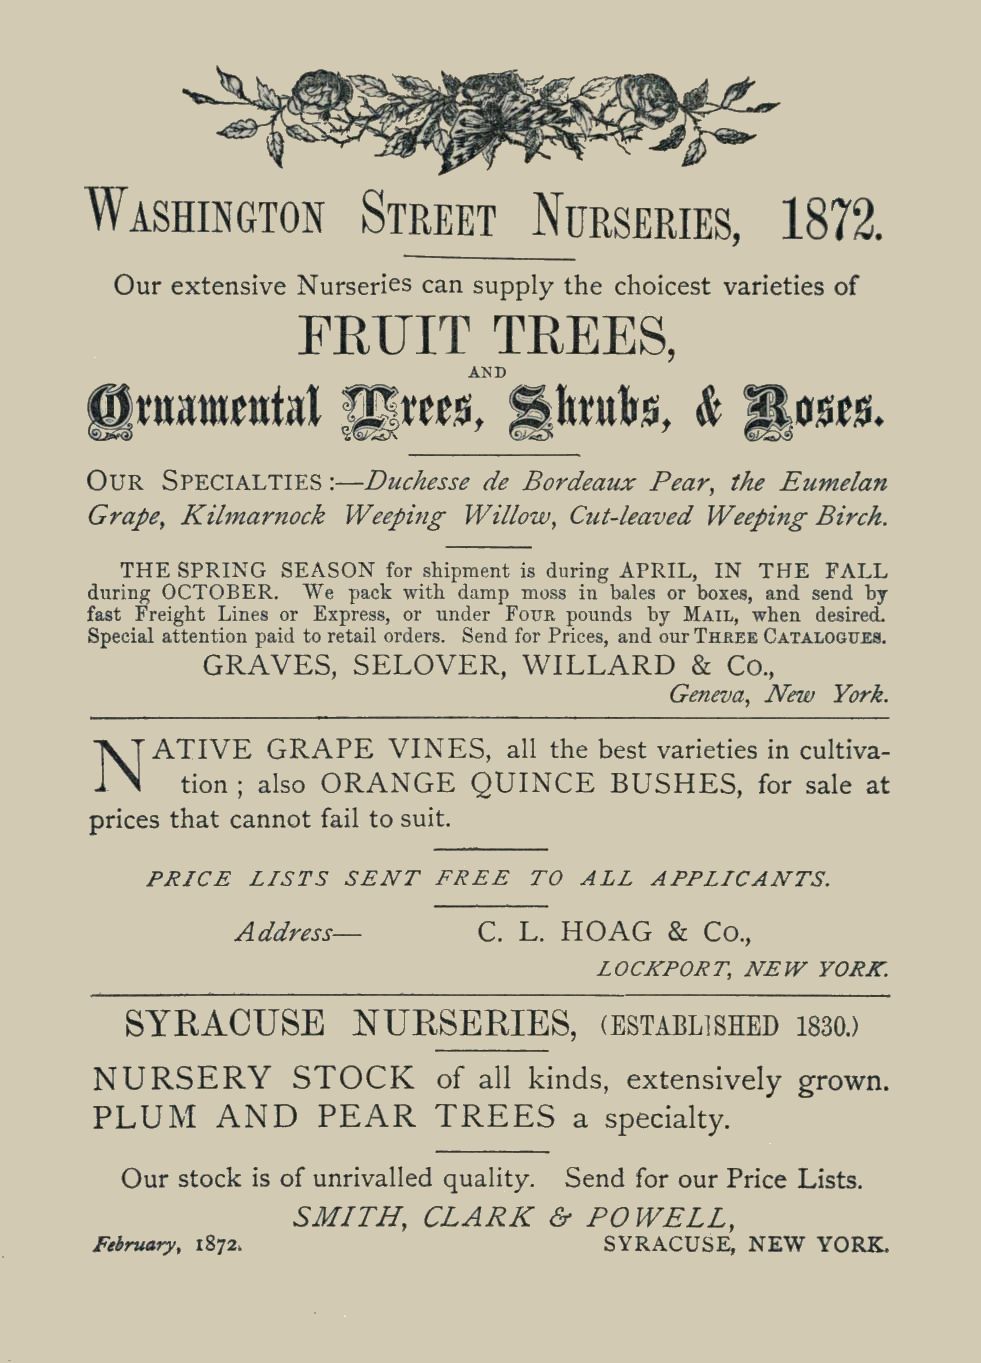 Washington Street Nurseries, 1872.
Our extensive Nurseries can supply the choicest varieties of
FRUIT TREES,
AND
Ornamental Trees, Shrubs, & Roses.
Our Specialties:—Duchesse de Bordeaux Pear, the Eumelan
Grape, Kilmarnock Weeping Willow, Cut-leaved Weeping Birch.
THE SPRING SEASON for shipment is during APRIL, IN THE FALL
during OCTOBER. We pack with damp moss in bales or boxes, and send by
fast Freight Lines or Express, or under Four pounds by Mail, when desired.
Special attention paid to retail orders. Send for Prices, and our Three Catalogues.
GRAVES, SELOVER, WILLARD & Co.,
Geneva, New York.
NATIVE GRAPE VINES, all the best varieties in cultiva-
tion; also ORANGE QUINCE BUSHES, for sale at
prices that cannot fail to suit.
PRICE LISTS SENT FREE TO ALL APPLICANTS.
Address— C. L. HOAG & Co.,
LOCKPORT, NEW YORK.
SYRACUSE NURSERIES, (ESTABLISHED 1830.)
NURSERY STOCK of all kinds, extensively grown.
PLUM AND PEAR TREES a specialty.
Our stock is of unrivalled quality. Send for our Price Lists.
SMITH, CLARK & POWELL,
February, 1872. SYRACUSE, NEW YORK.